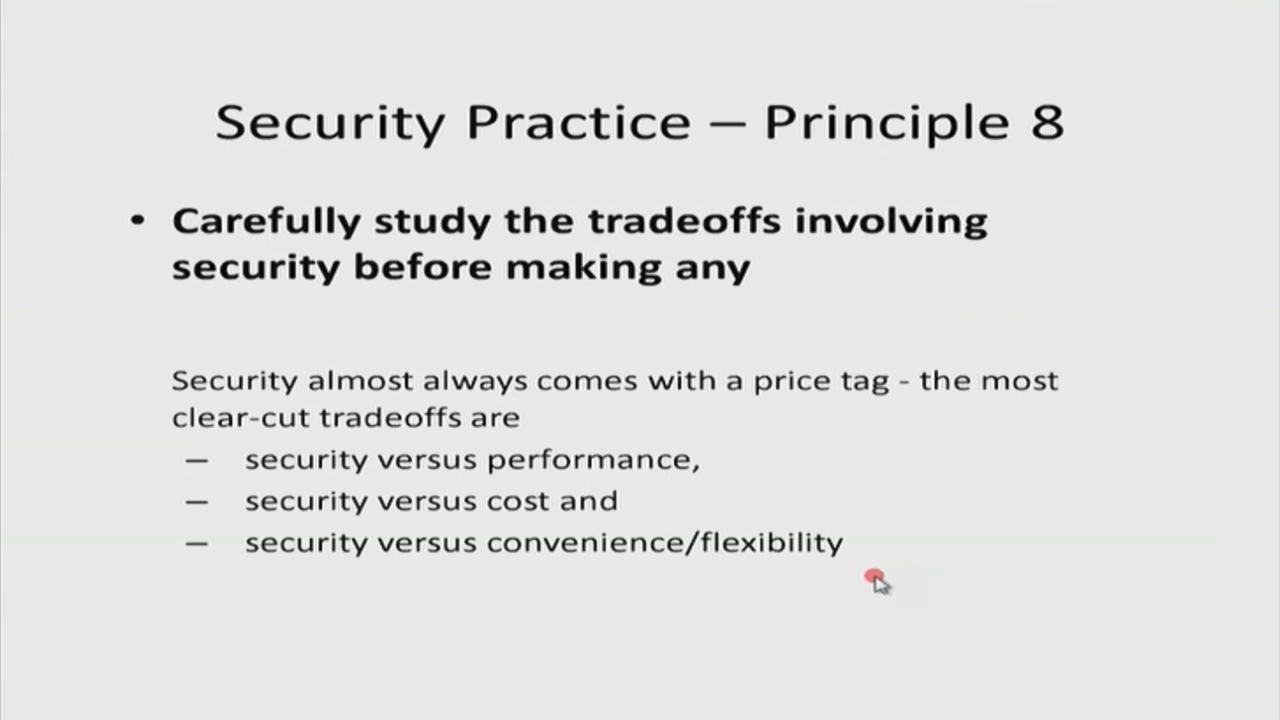 Security Practice – Principle 8
• Carefully study the tradeoffs involving
security before making any
Security almost always comes with a price tag - the most
clear-cut tradeoffs are
– security versus performance,
– security versus cost and
– security versus convenience/flexibility